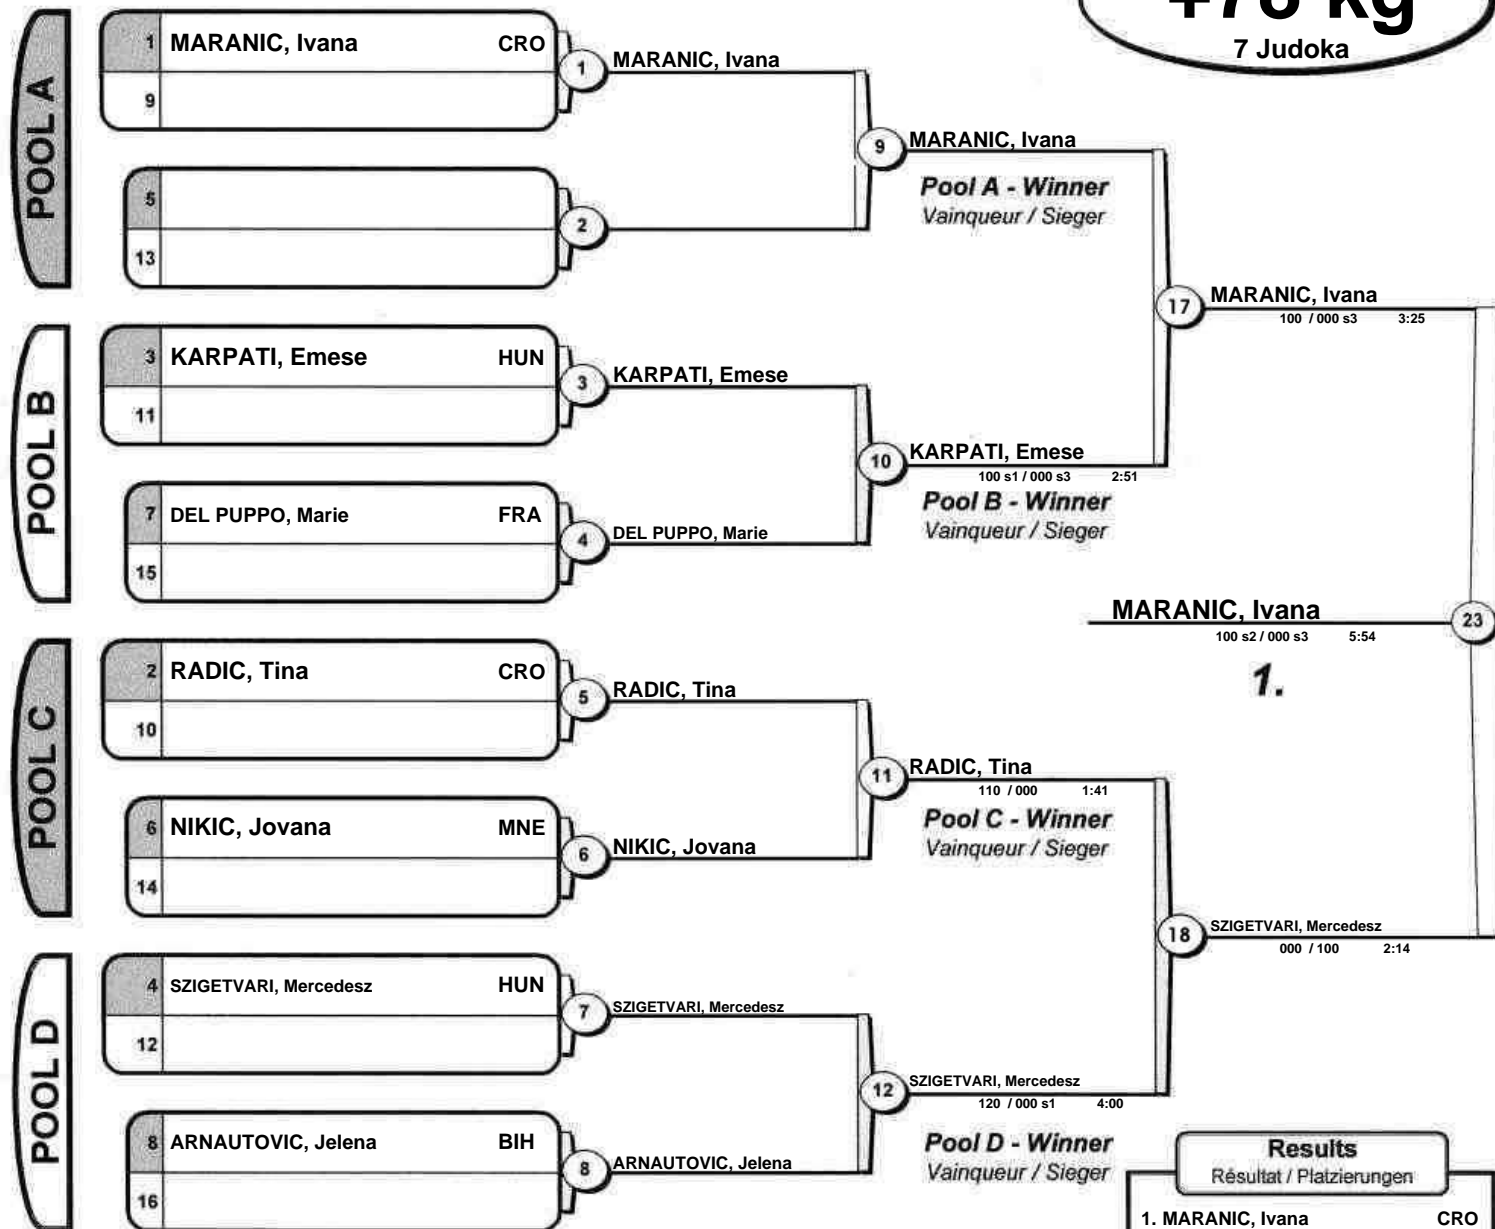 +78 kg
7 Judoka
POOL A
1 MARANIC, Ivana CRO
9
1 MARANIC, Ivana
5
13
2
9 MARANIC, Ivana
Pool A - Winner
Vainqueur / Sieger
POOL B
3 KARPATI, Emese HUN
11
3 KARPATI, Emese
7 DEL PUPPO, Marie FRA
15
4 DEL PUPPO, Marie
10 KARPATI, Emese
100 s1 / 000 s3 2:51
Pool B - Winner
Vainqueur / Sieger
17 MARANIC, Ivana
100 / 000 s3 3:25
MARANIC, Ivana 23
100 s2 / 000 s3 5:54
1.
POOL C
2 RADIC, Tina CRO
10
5 RADIC, Tina
6 NIKIC, Jovana MNE
14
6 NIKIC, Jovana
11 RADIC, Tina
110 / 000 1:41
Pool C - Winner
Vainqueur / Sieger
18 SZIGETVARI, Mercedesz
000 / 100 2:14
POOL D
4 SZIGETVARI, Mercedesz HUN
12
7 SZIGETVARI, Mercedesz
8 ARNAUTOVIC, Jelena BIH
16
8 ARNAUTOVIC, Jelena
12 SZIGETVARI, Mercedesz
120 / 000 s1 4:00
Pool D - Winner
Vainqueur / Sieger
Results
Résultat / Platzierungen
1. MARANIC, Ivana CRO